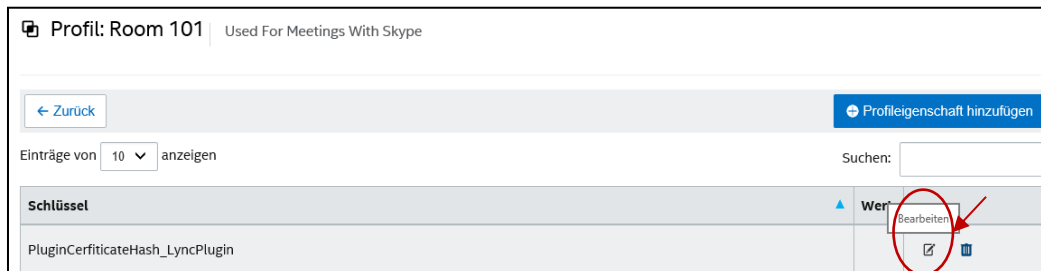 Profil: Room 101 Used For Meetings With Skype
← Zurück Profileigenschaft hinzufügen
Einträge von 10 anzeigen Suchen:
Schlüssel Wert
Bearbeiten
PluginCerfiticateHash_LyncPlugin